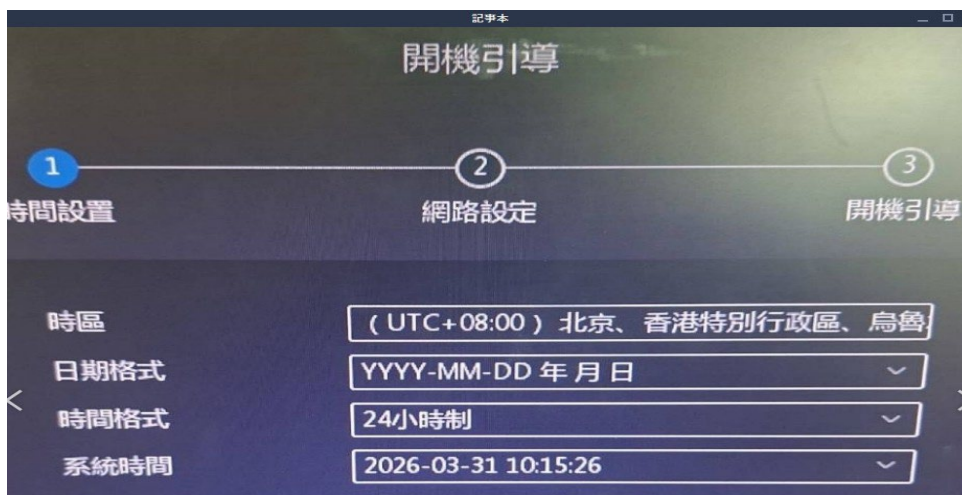 記事本
開機引導
1
2
3
時間設置
網路設定
開機引導
時區
(UTC+08:00) 北京、香港特別行政區、烏魯
日期格式
YYYY-MM-DD 年 月 日
時間格式
24小時制
系統時間
2026-03-31 10:15:26